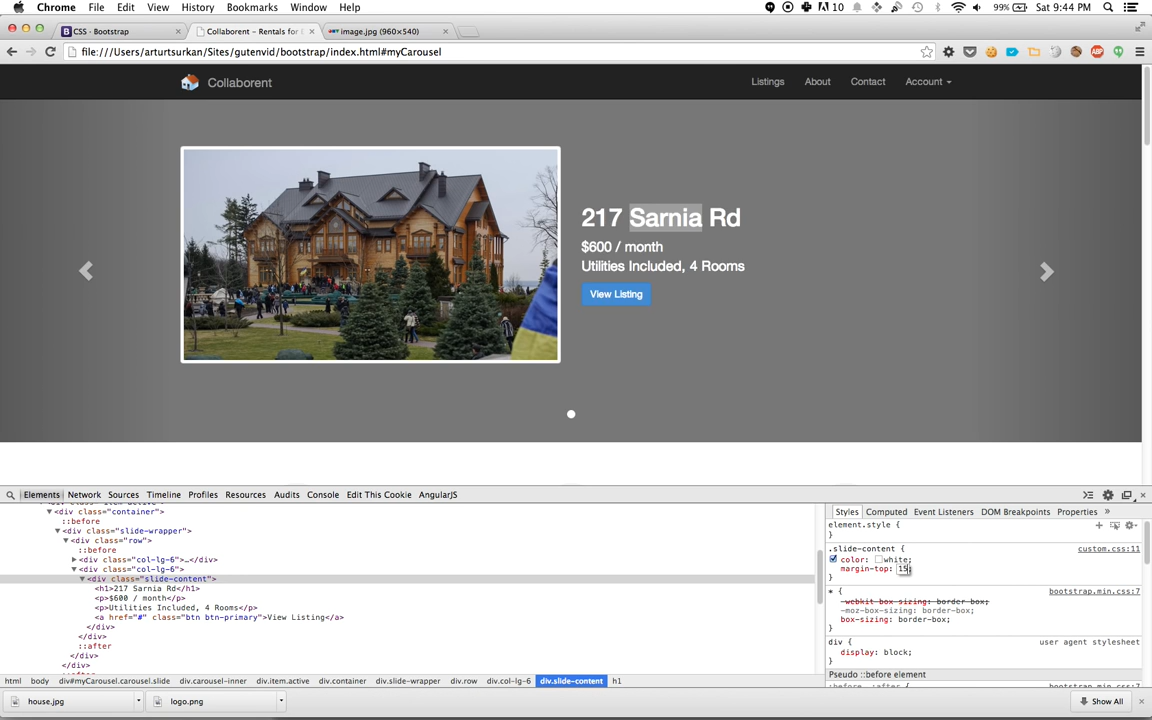 Chrome File Edit View History Bookmarks Window Help 10 99% Sat 9:44 PM
CSS · Bootstrap Collaborent - Rentals for image.jpg (960×540)
file:///Users/arturtsurkan/Sites/gutenvid/bootstrap/index.html#myCarousel ABP
Collaborent Listings About Contact Account
217 Sarnia Rd
$600 / month
Utilities Included, 4 Rooms
View Listing
Elements Network Sources Timeline Profiles Resources Audits Console Edit This Cookie AngularJS
<div class="container">
::before
<div class="slide-wrapper">
<div class="row">
::before
<div class="col-lg-6">…</div>
<div class="col-lg-6">
<div class="slide-content">
<h1>217 Sarnia Rd</h1>
<p>$600 / month</p>
<p>Utilities Included, 4 Rooms</p>
<a href="#" class="btn btn-primary">View Listing</a>
</div>
</div>
::after
</div>
</div>
html body div#myCarousel.carousel.slide div.carousel-inner div.item.active div.container div.slide-wrapper div.row div.col-lg-6 div.slide-content h1
Styles Computed Event Listeners DOM Breakpoints Properties »
element.style {
}
.slide-content { custom.css:11
color: white;
margin-top: 15;
}
* { bootstrap.min.css:7
-webkit-box-sizing: border-box;
-moz-box-sizing: border-box;
box-sizing: border-box;
}
div { user agent stylesheet
display: block;
}
Pseudo ::before element
:before, :after { bootstrap.min.css:7
house.jpg logo.png Show All